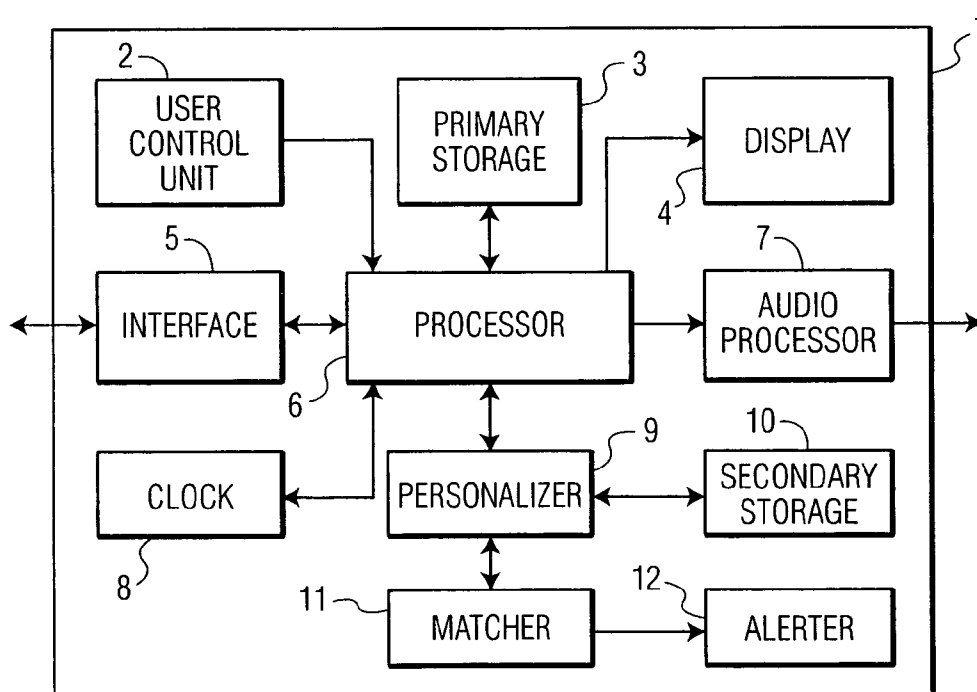 2
USER
CONTROL
UNIT
3
PRIMARY
STORAGE
DISPLAY
4
5
INTERFACE
PROCESSOR
6
7
AUDIO
PROCESSOR
CLOCK
8
9
PERSONALIZER
10
SECONDARY
STORAGE
11
MATCHER
12
ALERTER